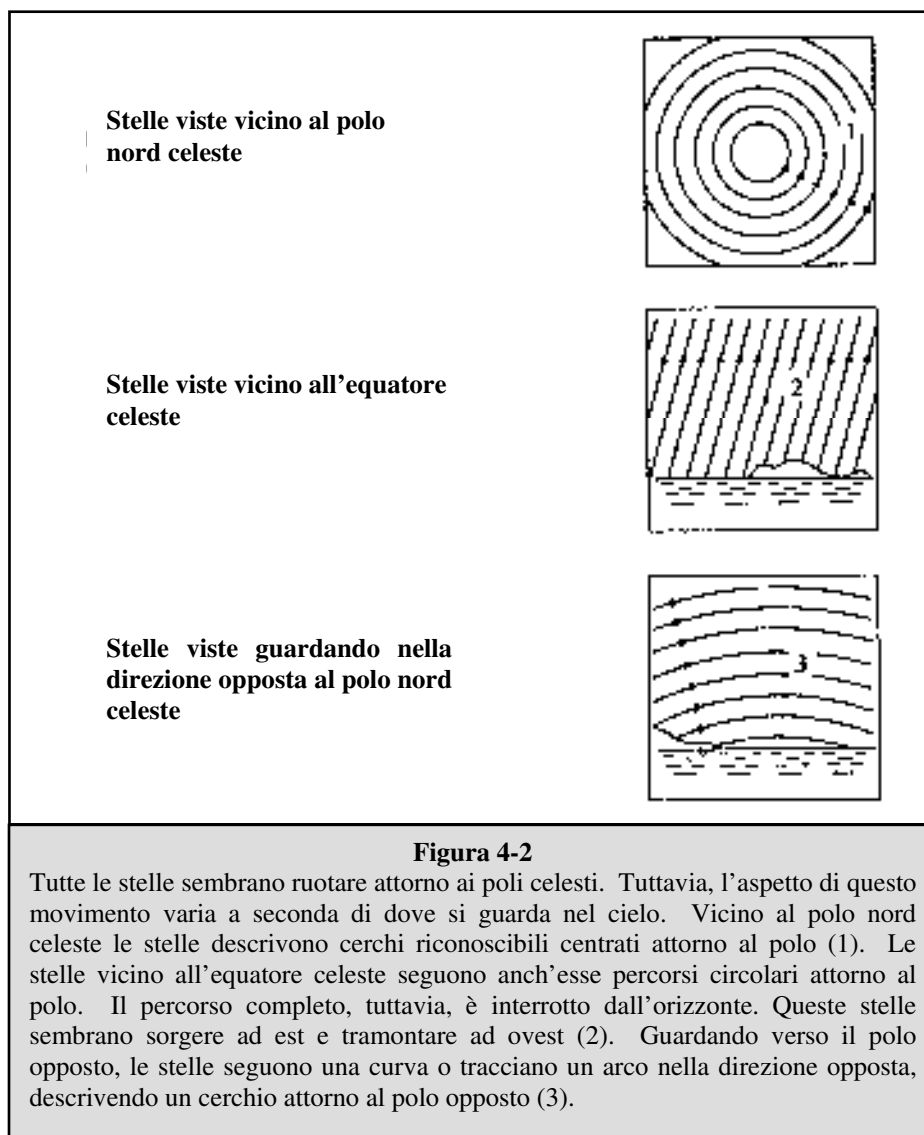 Stelle viste vicino al polo
nord celeste
1
Stelle viste vicino all'equatore
celeste
2
Stelle viste guardando nella
direzione opposta al polo nord
celeste
3
Figura 4-2
Tutte le stelle sembrano ruotare attorno ai poli celesti. Tuttavia, l'aspetto di questo
movimento varia a seconda di dove si guarda nel cielo. Vicino al polo nord
celeste le stelle descrivono cerchi riconoscibili centrati attorno al polo (1). Le
stelle vicino all'equatore celeste seguono anch'esse percorsi circolari attorno al
polo. Il percorso completo, tuttavia, è interrotto dall'orizzonte. Queste stelle
sembrano sorgere ad est e tramontare ad ovest (2). Guardando verso il polo
opposto, le stelle seguono una curva o tracciano un arco nella direzione opposta,
descrivendo un cerchio attorno al polo opposto (3).